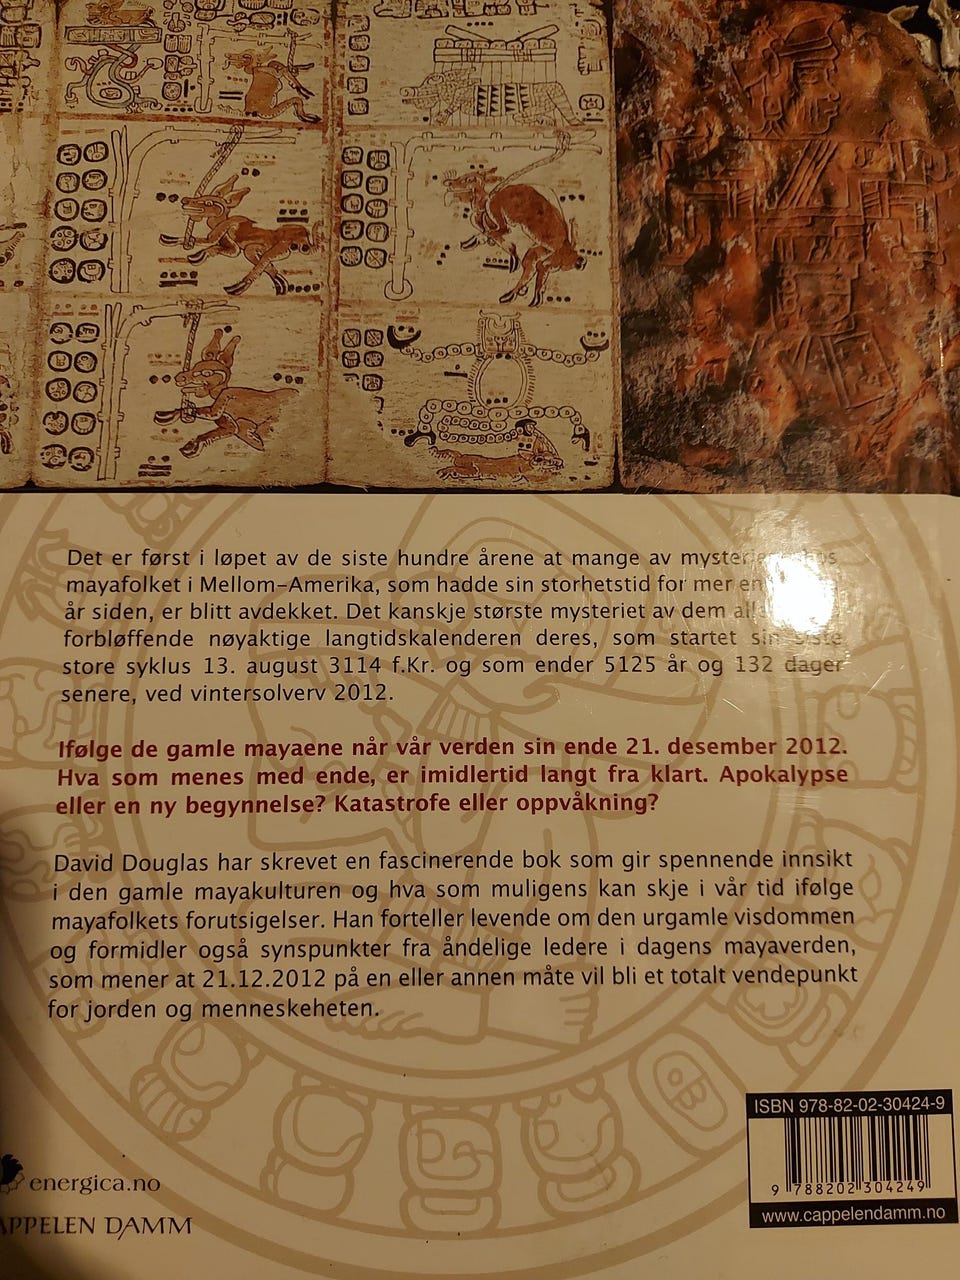 Det er først i løpet av de siste hundre årene at mange av
mayafolket i Mellom-Amerika, som hadde sin storhetstid for mer
år siden, er blitt avdekket. Det kanskje største mysteriet av dem
forbløffende nøyaktige langtidskalenderen deres, som startet sin siste
store syklus 13. august 3114 f.Kr. og som ender 5125 år og 132 dager
senere, ved vintersolverv 2012.
Ifølge de gamle mayaene når vår verden sin ende 21. desember 2012.
Hva som menes med ende, er imidlertid langt fra klart. Apokalypse
eller en ny begynnelse? Katastrofe eller oppvåkning?
David Douglas har skrevet en fascinerende bok som gir spennende innsikt
i den gamle mayakulturen og hva som muligens kan skje i vår tid ifølge
mayafolkets forutsigelser. Han forteller levende om den urgamle visdommen
og formidler også synspunkter fra åndelige ledere i dagens mayaverden,
som mener at 21.12.2012 på en eller annen måte vil bli et totalt vendepunkt
for jorden og menneskeheten.
ISBN 978-82-02-30424-9
9 788202 304249
www.cappelendamm.no
energica.no
APPELEN DAMM